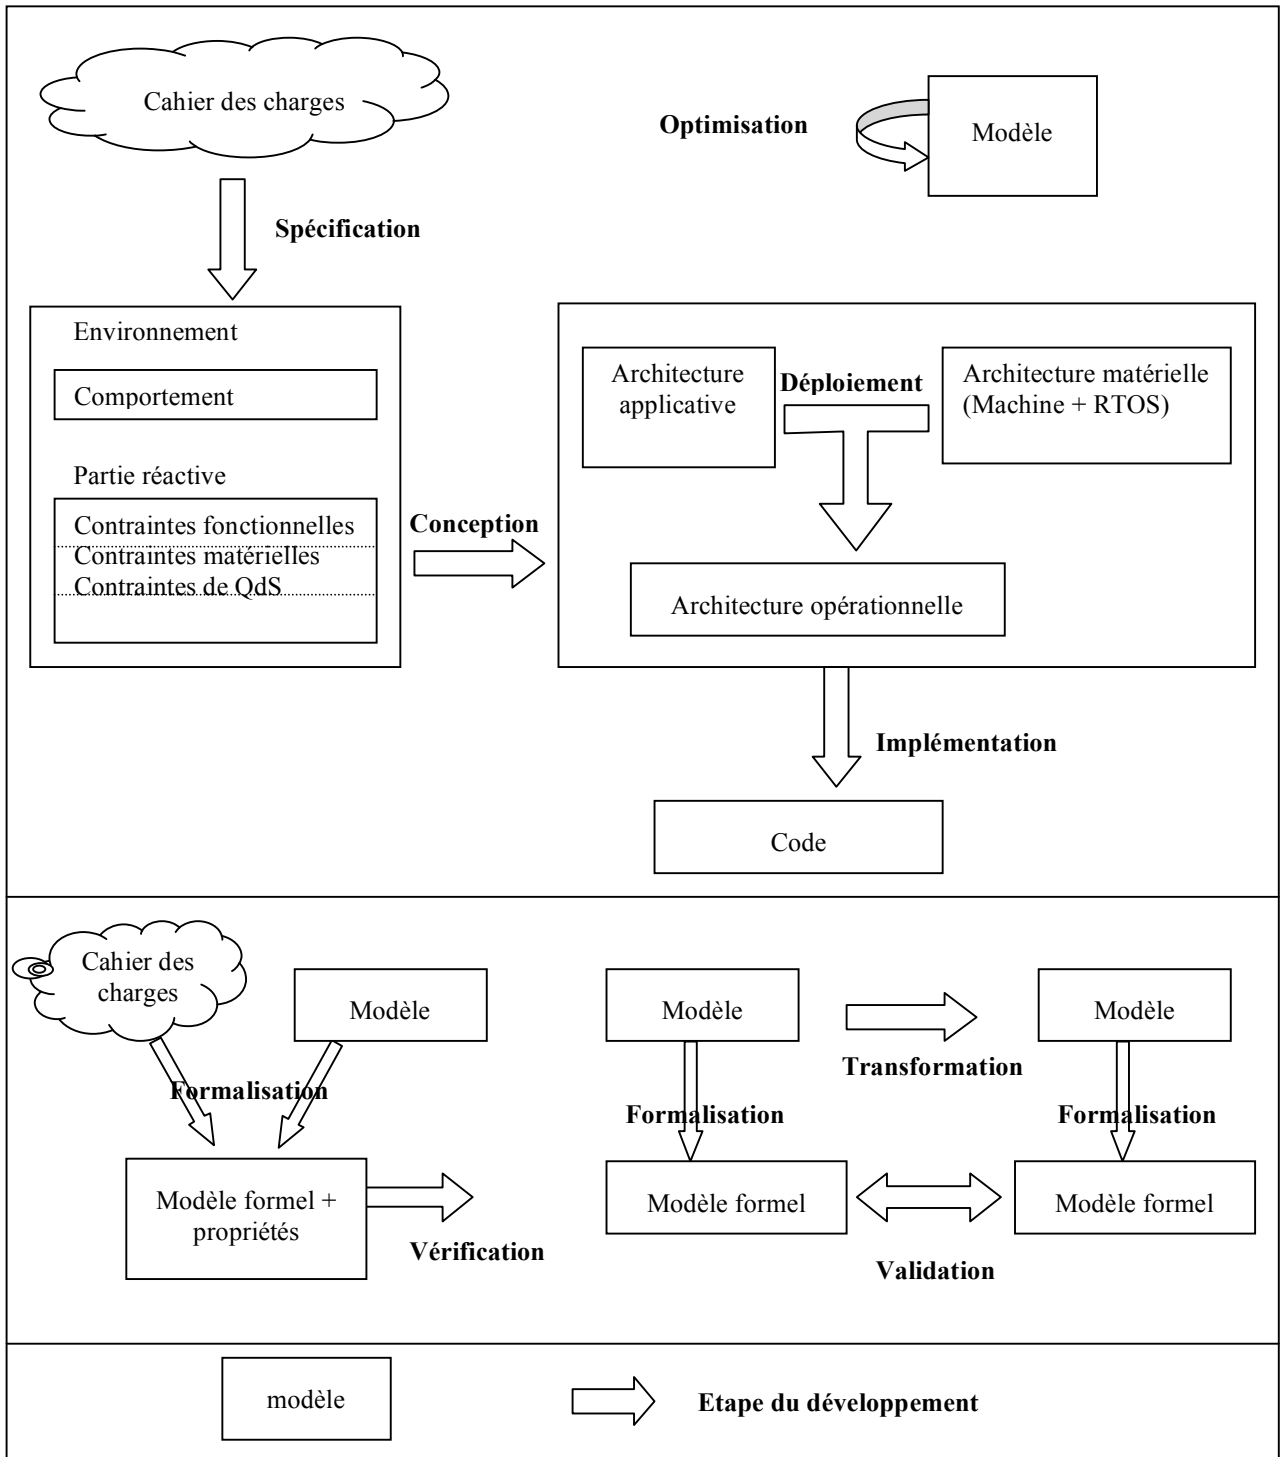 Cahier des charges
Optimisation
Modèle
Spécification
Environnement
Comportement
Partie réactive
Contraintes fonctionnelles
Contraintes matérielles
Contraintes de QdS
Conception
Architecture
applicative
Déploiement
Architecture matérielle
(Machine + RTOS)
Architecture opérationnelle
Implémentation
Code
Cahier des
charges
Modèle
Formalisation
Modèle formel +
propriétés
Vérification
Modèle
Transformation
Modèle
Formalisation
Formalisation
Modèle formel
Modèle formel
Validation
modèle
Etape du développement